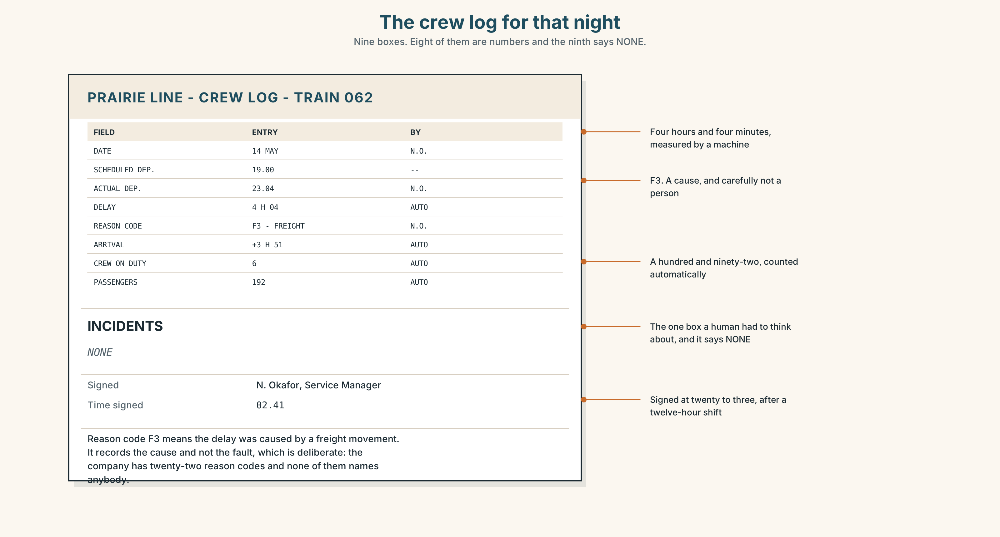 The crew log for that night
Nine boxes. Eight of them are numbers and the ninth says NONE.
PRAIRIE LINE - CREW LOG - TRAIN 062
FIELD ENTRY BY
DATE 14 MAY N.O.
SCHEDULED DEP. 19.00 --
ACTUAL DEP. 23.04 N.O.
DELAY 4 H 04 AUTO
REASON CODE F3 - FREIGHT N.O.
ARRIVAL +3 H 51 AUTO
CREW ON DUTY 6 AUTO
PASSENGERS 192 AUTO
INCIDENTS
NONE
Signed N. Okafor, Service Manager
Time signed 02.41
Reason code F3 means the delay was caused by a freight movement.
It records the cause and not the fault, which is deliberate: the
company has twenty-two reason codes and none of them names
anybody.
Four hours and four minutes,
measured by a machine
F3. A cause, and carefully not a
person
A hundred and ninety-two, counted
automatically
The one box a human had to think
about, and it says NONE
Signed at twenty to three, after a
twelve-hour shift